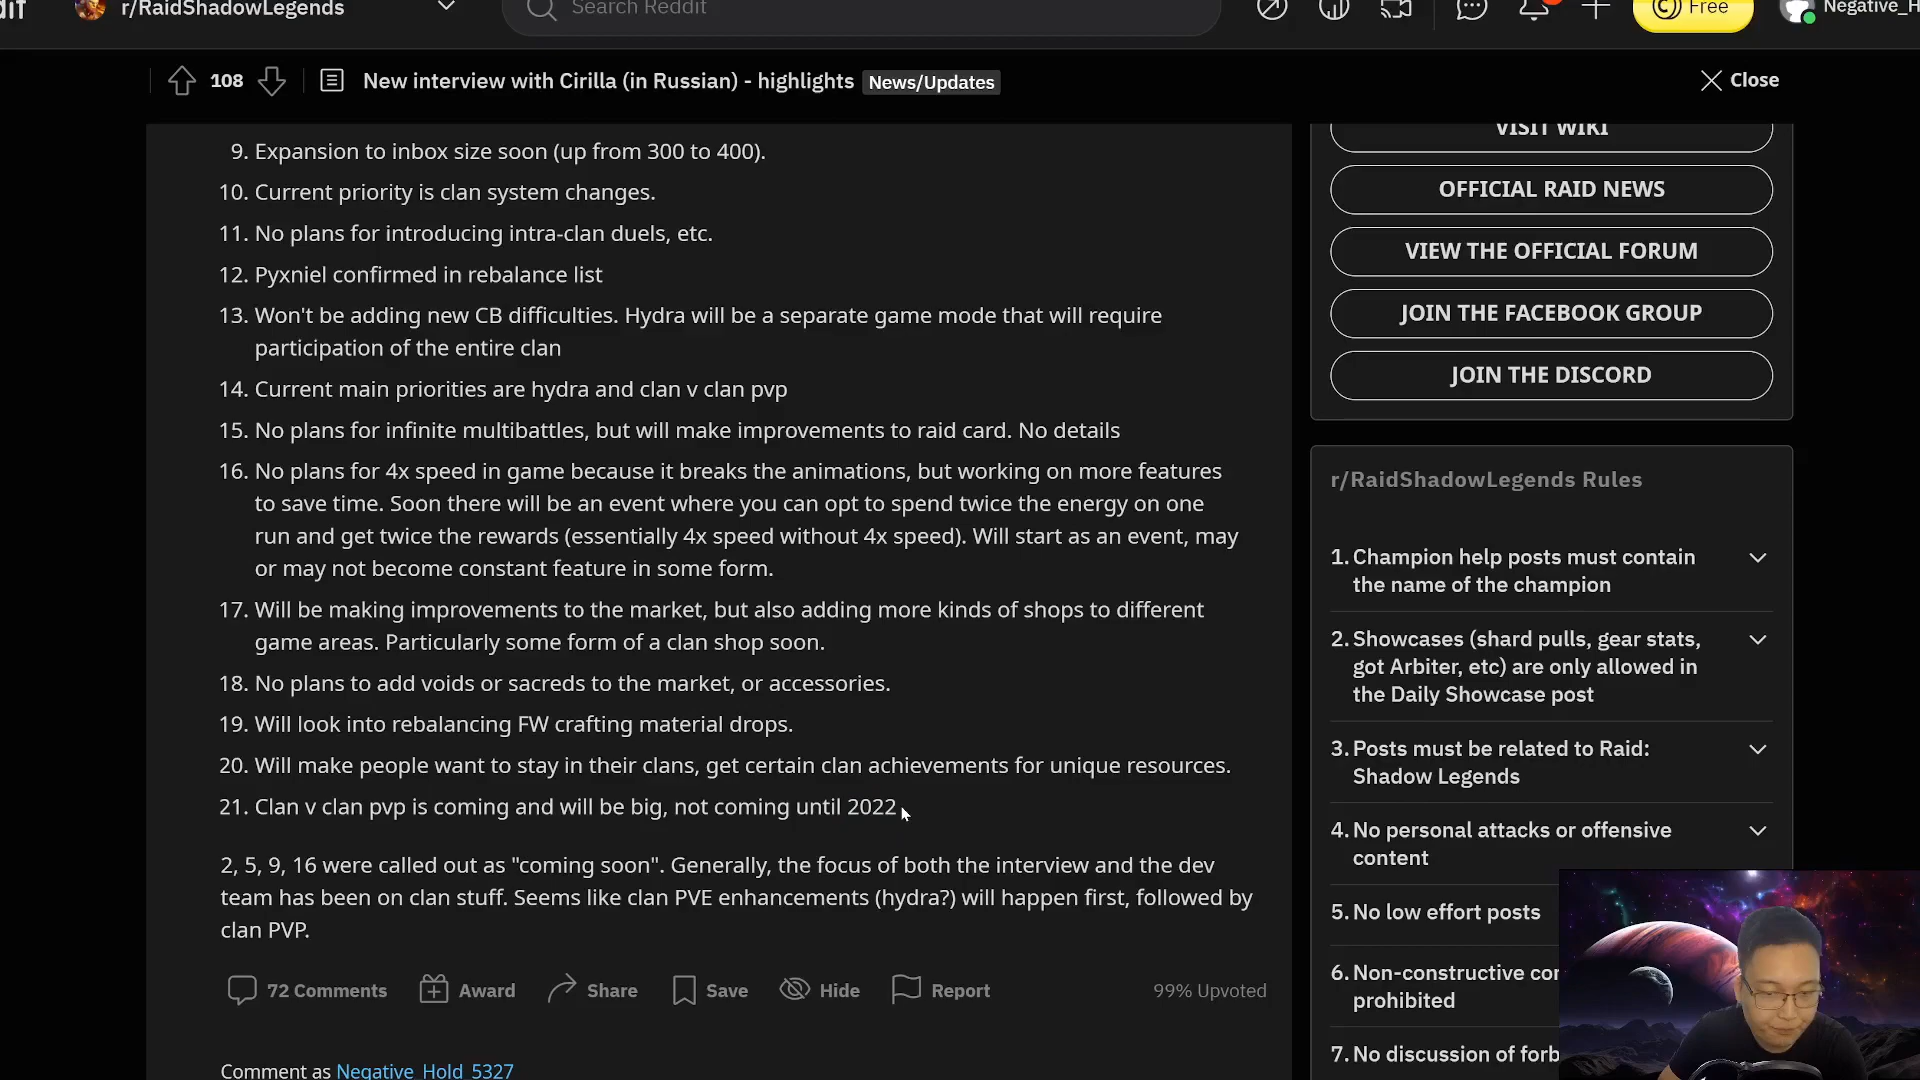 r/RaidShadowLegends
Search Reddit
Free
108
New interview with Cirilla (in Russian) - highlights
News/Updates
Close
9. Expansion to inbox size soon (up from 300 to 400).
10. Current priority is clan system changes.
11. No plans for introducing intra-clan duels, etc.
12. Pyxniel confirmed in rebalance list
13. Won't be adding new CB difficulties. Hydra will be a separate game mode that will require
participation of the entire clan
14. Current main priorities are hydra and clan v clan pvp
15. No plans for infinite multibattles, but will make improvements to raid card. No details
16. No plans for 4x speed in game because it breaks the animations, but working on more features
to save time. Soon there will be an event where you can opt to spend twice the energy on one
run and get twice the rewards (essentially 4x speed without 4x speed). Will start as an event, may
or may not become constant feature in some form.
17. Will be making improvements to the market, but also adding more kinds of shops to different
game areas. Particularly some form of a clan shop soon.
18. No plans to add voids or sacreds to the market, or accessories.
19. Will look into rebalancing FW crafting material drops.
20. Will make people want to stay in their clans, get certain clan achievements for unique resources.
21. Clan v clan pvp is coming and will be big, not coming until 2022
2, 5, 9, 16 were called out as "coming soon". Generally, the focus of both the interview and the dev
team has been on clan stuff. Seems like clan PVE enhancements (hydra?) will happen first, followed by
clan PVP.
72 Comments
Award
Share
Save
Hide
Report
99% Upvoted
Comment as Negative_Hold_5327
VISIT WIKI
OFFICIAL RAID NEWS
VIEW THE OFFICIAL FORUM
JOIN THE FACEBOOK GROUP
JOIN THE DISCORD
r/RaidShadowLegends Rules
1. Champion help posts must contain
the name of the champion
2. Showcases (shard pulls, gear stats,
got Arbiter, etc) are only allowed in
the Daily Showcase post
3. Posts must be related to Raid:
Shadow Legends
4. No personal attacks or offensive
content
5. No low effort posts
6. Non-constructive
prohibited
7. No discussion of